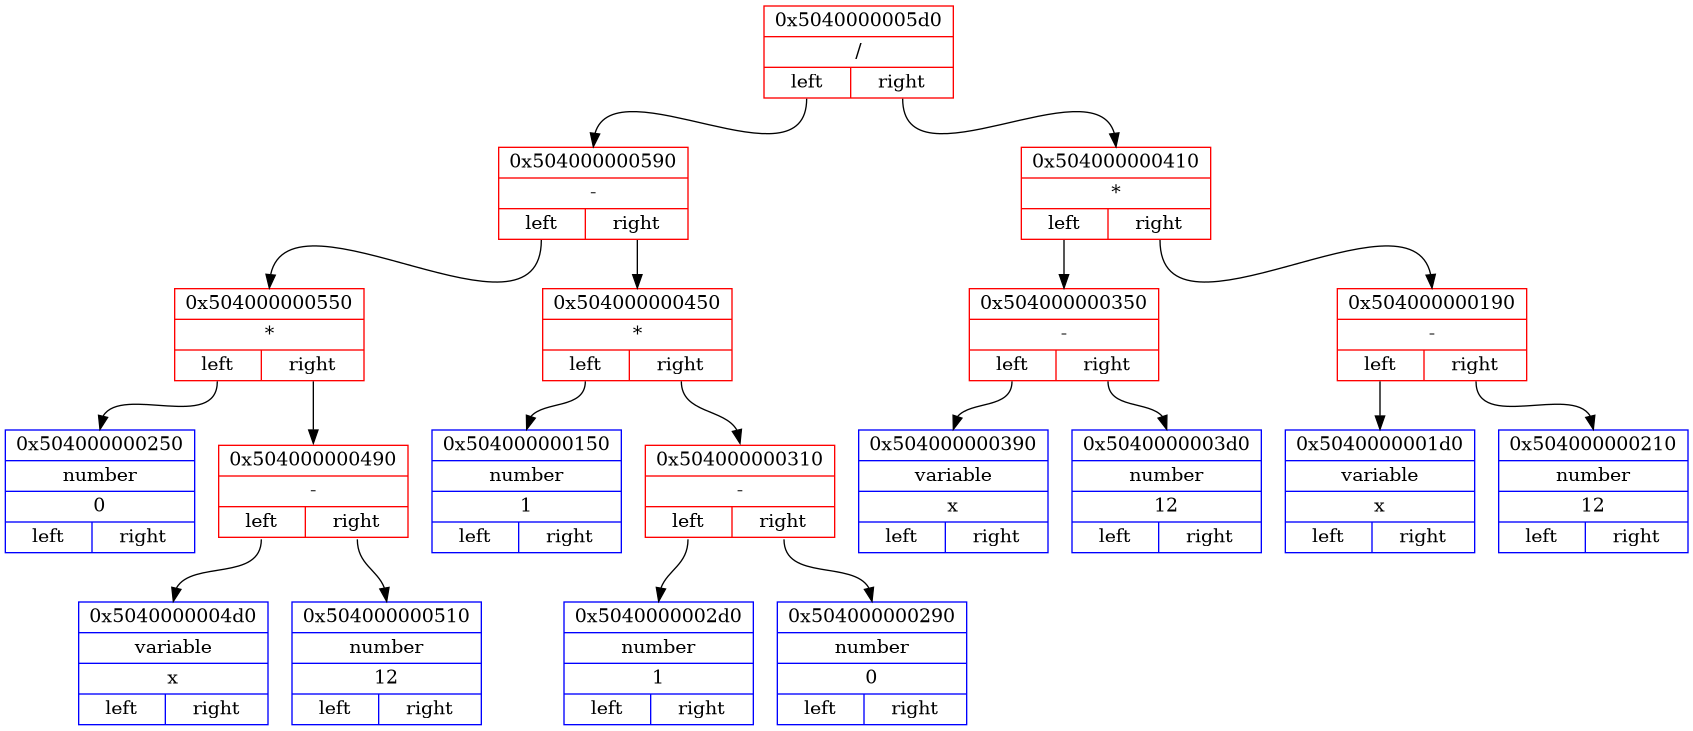 0x5040000005d0
/
left right
0x504000000590
-
left right
0x504000000410
*
left right
0x504000000550
*
left right
0x504000000450
*
left right
0x504000000350
-
left right
0x504000000190
-
left right
0x504000000250
number
0
left right
0x504000000490
-
left right
0x504000000150
number
1
left right
0x504000000310
-
left right
0x504000000390
variable
x
left right
0x5040000003d0
number
12
left right
0x5040000001d0
variable
x
left right
0x504000000210
number
12
left right
0x5040000004d0
variable
x
left right
0x504000000510
number
12
left right
0x5040000002d0
number
1
left right
0x504000000290
number
0
left right